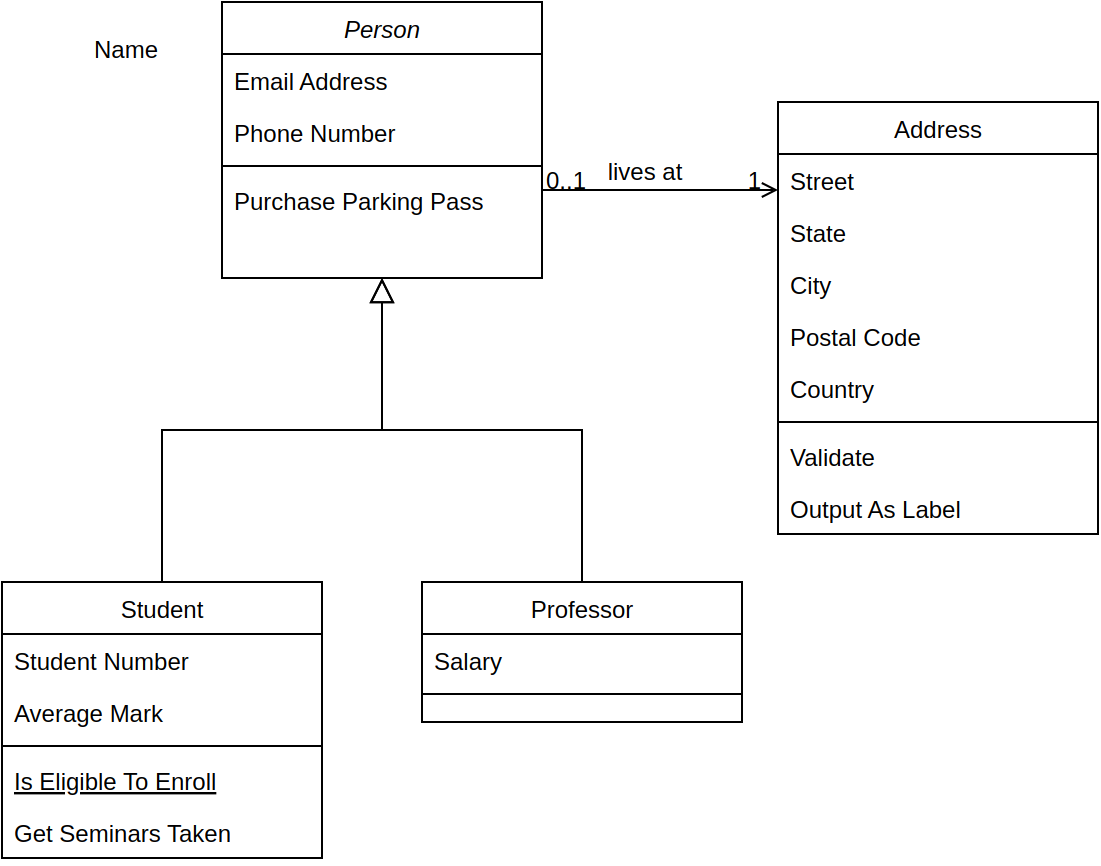 Person
Name
Email Address
Phone Number
Purchase Parking Pass
0..1
lives at
1
Address
Street
State
City
Postal Code
Country
Validate
Output As Label
Student
Student Number
Average Mark
Is Eligible To Enroll
Get Seminars Taken
Professor
Salary